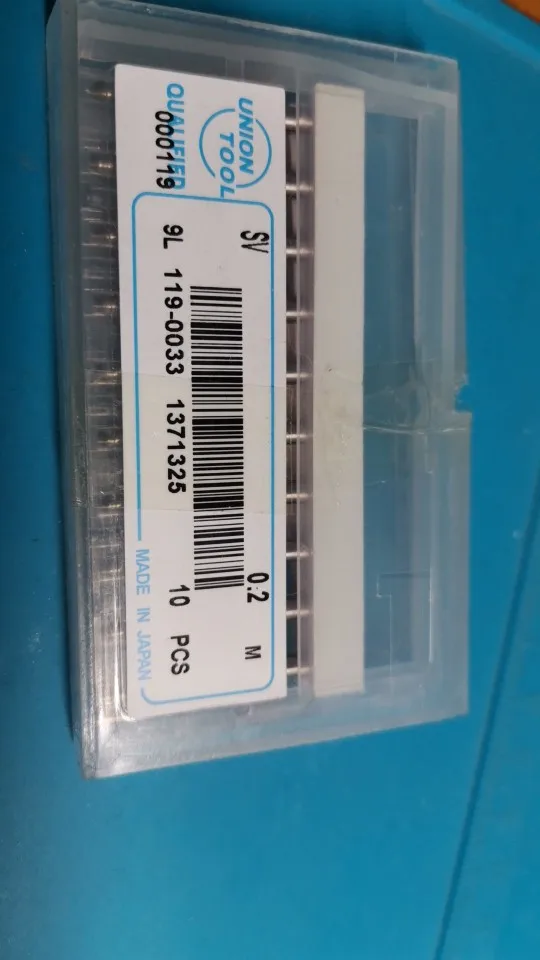 UNION
TOOL
QUALIFIED
000119
SV 0.2 M
9L 119-0033 1371325 10 PCS
MADE IN JAPAN